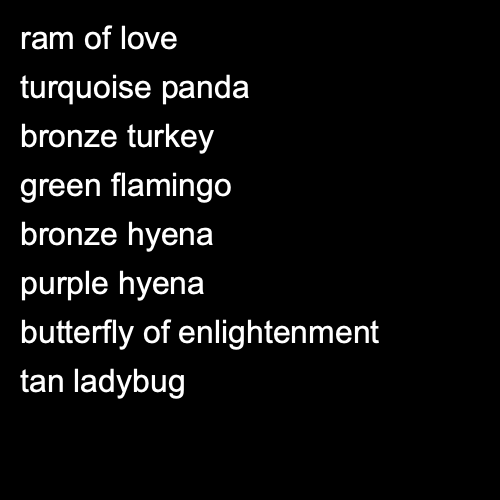 ram of love
turquoise panda
bronze turkey
green flamingo
bronze hyena
purple hyena
butterfly of enlightenment
tan ladybug